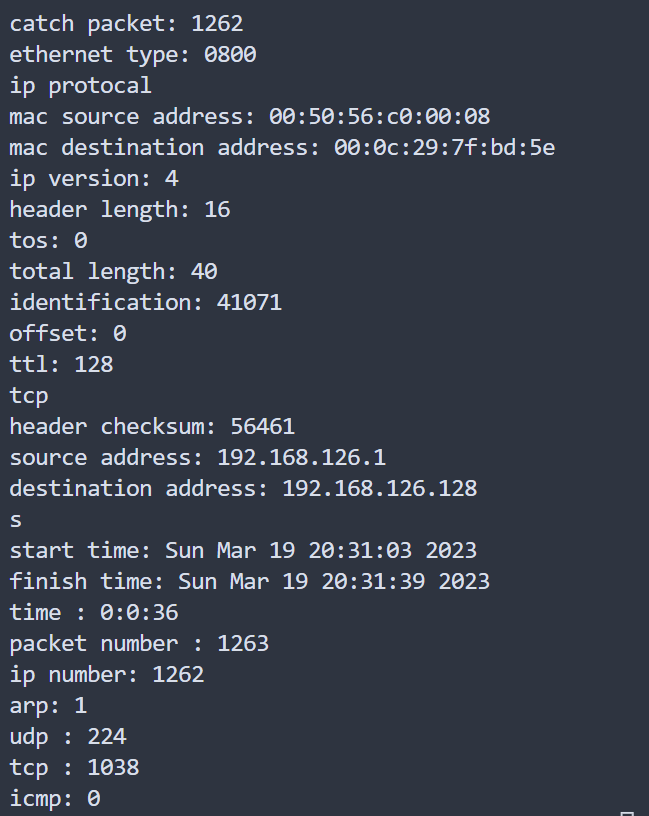 catch packet: 1262
ethernet type: 0800
ip protocal
mac source address: 00:50:56:c0:00:08
mac destination address: 00:0c:29:7f:bd:5e
ip version: 4
header length: 16
tos: 0
total length: 40
identification: 41071
offset: 0
ttl: 128
tcp
header checksum: 56461
source address: 192.168.126.1
destination address: 192.168.126.128
s
start time: Sun Mar 19 20:31:03 2023
finish time: Sun Mar 19 20:31:39 2023
time : 0:0:36
packet number : 1263
ip number: 1262
arp: 1
udp : 224
tcp : 1038
icmp: 0